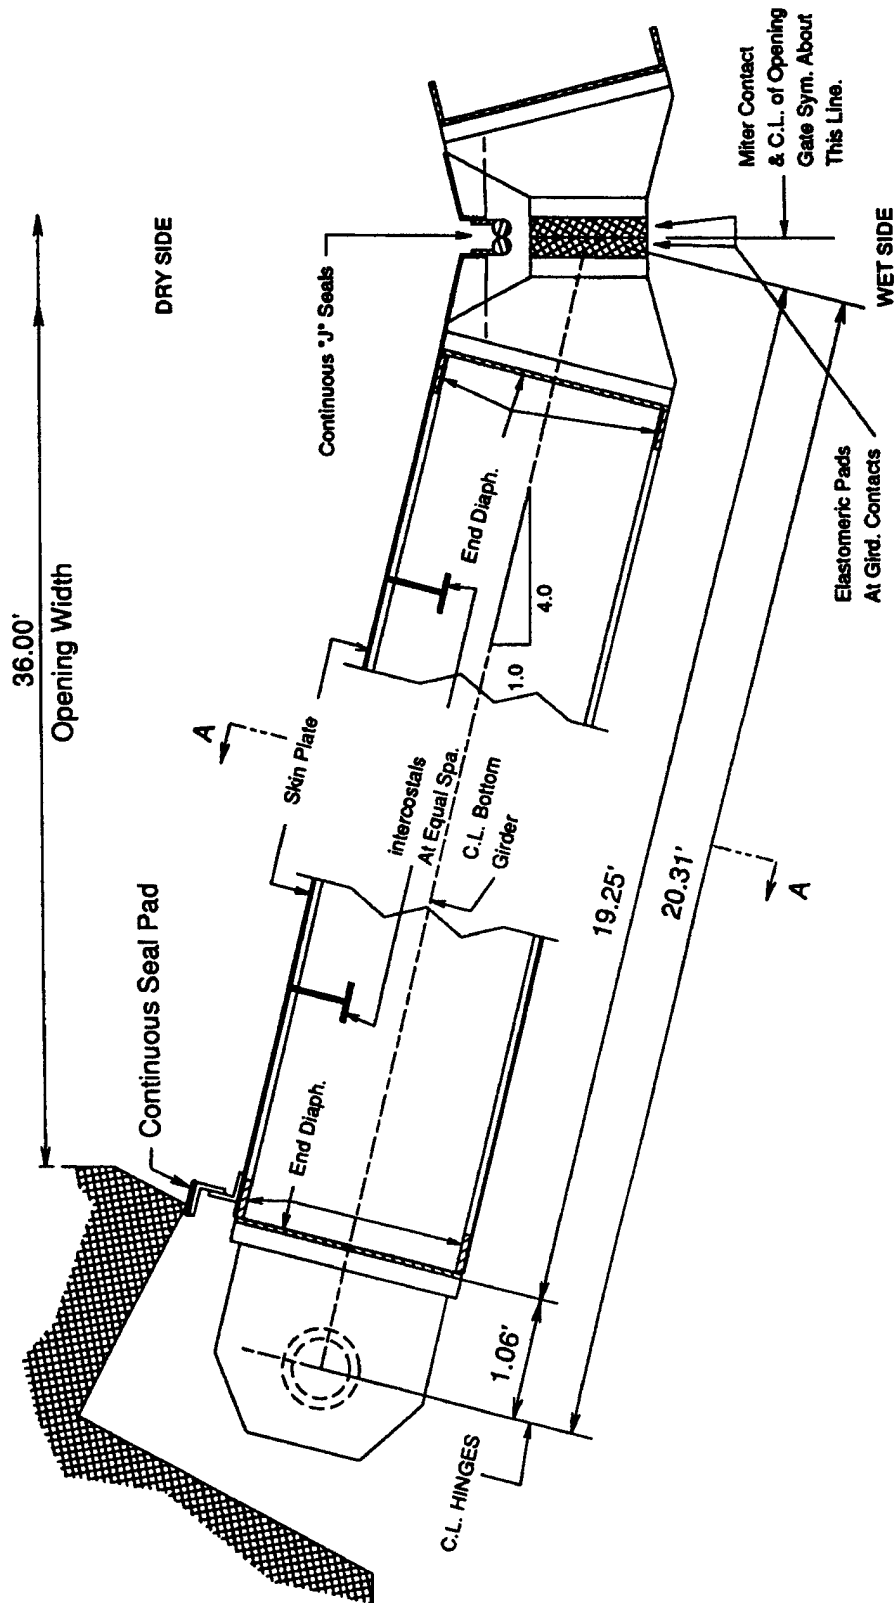 36.00'
Opening Width
DRY SIDE
Continuous Seal Pad
Continuous "J" Seals
A
Skin Plate
End Diaph.
End Diaph.
intercostals
At Equal Spa.
C.L. Bottom
Girder
1.0
4.0
Miter Contact
& C.L. of Opening
Gate Sym. About
This Line.
WET SIDE
Elastomeric Pads
At Gird. Contacts
19.25'
20.31'
A
1.06'
C.L. HINGES